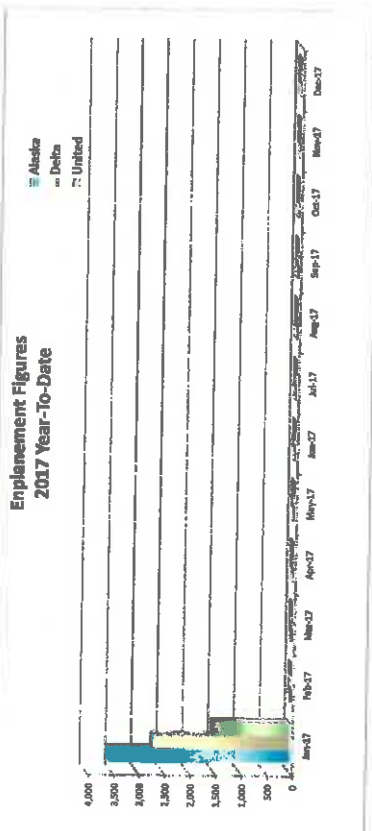 Enplanement Figures
2017 Year-To-Date
Alaska
Delta
United
4,000
3,500
3,000
2,500
2,000
1,500
1,000
500
0
Jan-17
Feb-17
Mar-17
Apr-17
May-17
Jun-17
Jul-17
Aug-17
Sep-17
Oct-17
Nov-17
Dec-17